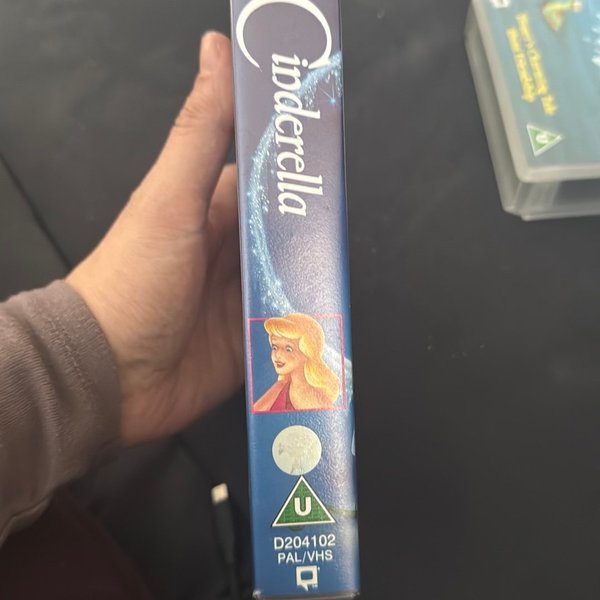 Cinderella
U
D204102
PAL/VHS
U